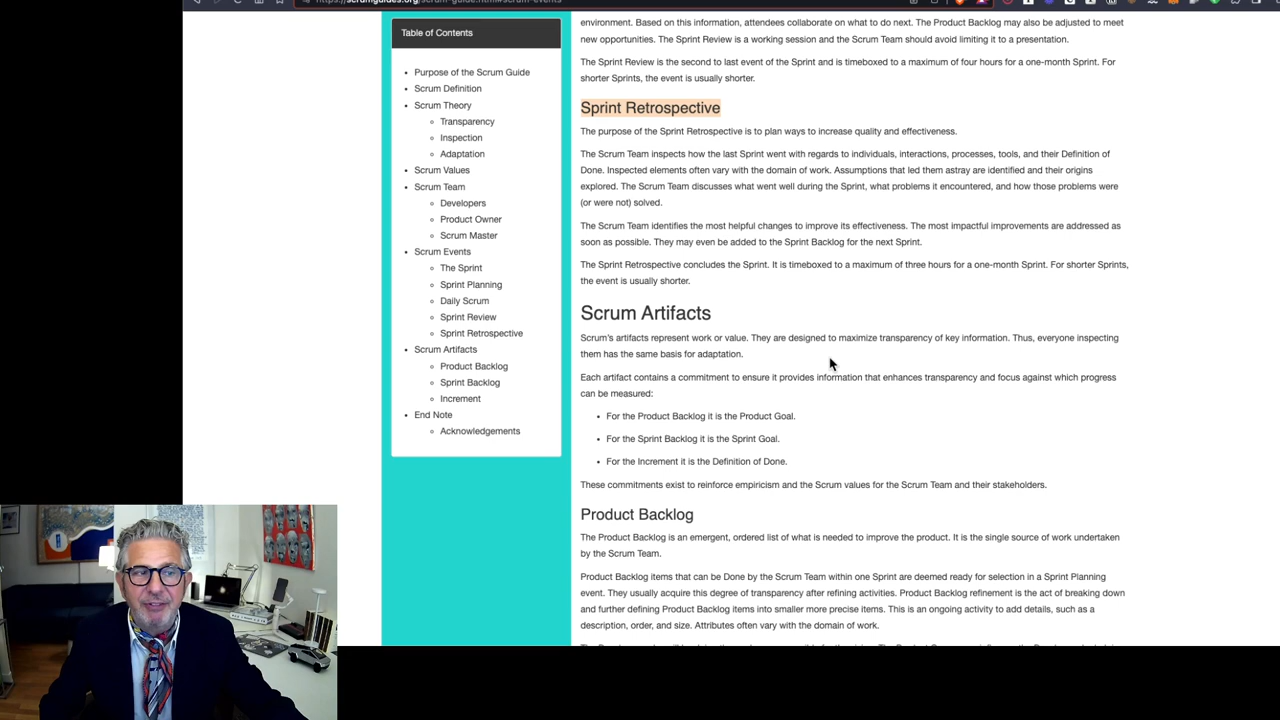 https://scrumguides.org/scrum-guide.html#scrum-events
Table of Contents
• Purpose of the Scrum Guide
• Scrum Definition
• Scrum Theory
◦ Transparency
◦ Inspection
◦ Adaptation
• Scrum Values
• Scrum Team
◦ Developers
◦ Product Owner
◦ Scrum Master
• Scrum Events
◦ The Sprint
◦ Sprint Planning
◦ Daily Scrum
◦ Sprint Review
◦ Sprint Retrospective
• Scrum Artifacts
◦ Product Backlog
◦ Sprint Backlog
◦ Increment
• End Note
◦ Acknowledgements
environment. Based on this information, attendees collaborate on what to do next. The Product Backlog may also be adjusted to meet
new opportunities. The Sprint Review is a working session and the Scrum Team should avoid limiting it to a presentation.
The Sprint Review is the second to last event of the Sprint and is timeboxed to a maximum of four hours for a one-month Sprint. For
shorter Sprints, the event is usually shorter.
Sprint Retrospective
The purpose of the Sprint Retrospective is to plan ways to increase quality and effectiveness.
The Scrum Team inspects how the last Sprint went with regards to individuals, interactions, processes, tools, and their Definition of
Done. Inspected elements often vary with the domain of work. Assumptions that led them astray are identified and their origins
explored. The Scrum Team discusses what went well during the Sprint, what problems it encountered, and how those problems were
(or were not) solved.
The Scrum Team identifies the most helpful changes to improve its effectiveness. The most impactful improvements are addressed as
soon as possible. They may even be added to the Sprint Backlog for the next Sprint.
The Sprint Retrospective concludes the Sprint. It is timeboxed to a maximum of three hours for a one-month Sprint. For shorter Sprints,
the event is usually shorter.
Scrum Artifacts
Scrum's artifacts represent work or value. They are designed to maximize transparency of key information. Thus, everyone inspecting
them has the same basis for adaptation.
Each artifact contains a commitment to ensure it provides information that enhances transparency and focus against which progress
can be measured:
• For the Product Backlog it is the Product Goal.
• For the Sprint Backlog it is the Sprint Goal.
• For the Increment it is the Definition of Done.
These commitments exist to reinforce empiricism and the Scrum values for the Scrum Team and their stakeholders.
Product Backlog
The Product Backlog is an emergent, ordered list of what is needed to improve the product. It is the single source of work undertaken
by the Scrum Team.
Product Backlog items that can be Done by the Scrum Team within one Sprint are deemed ready for selection in a Sprint Planning
event. They usually acquire this degree of transparency after refining activities. Product Backlog refinement is the act of breaking down
and further defining Product Backlog items into smaller more precise items. This is an ongoing activity to add details, such as a
description, order, and size. Attributes often vary with the domain of work.